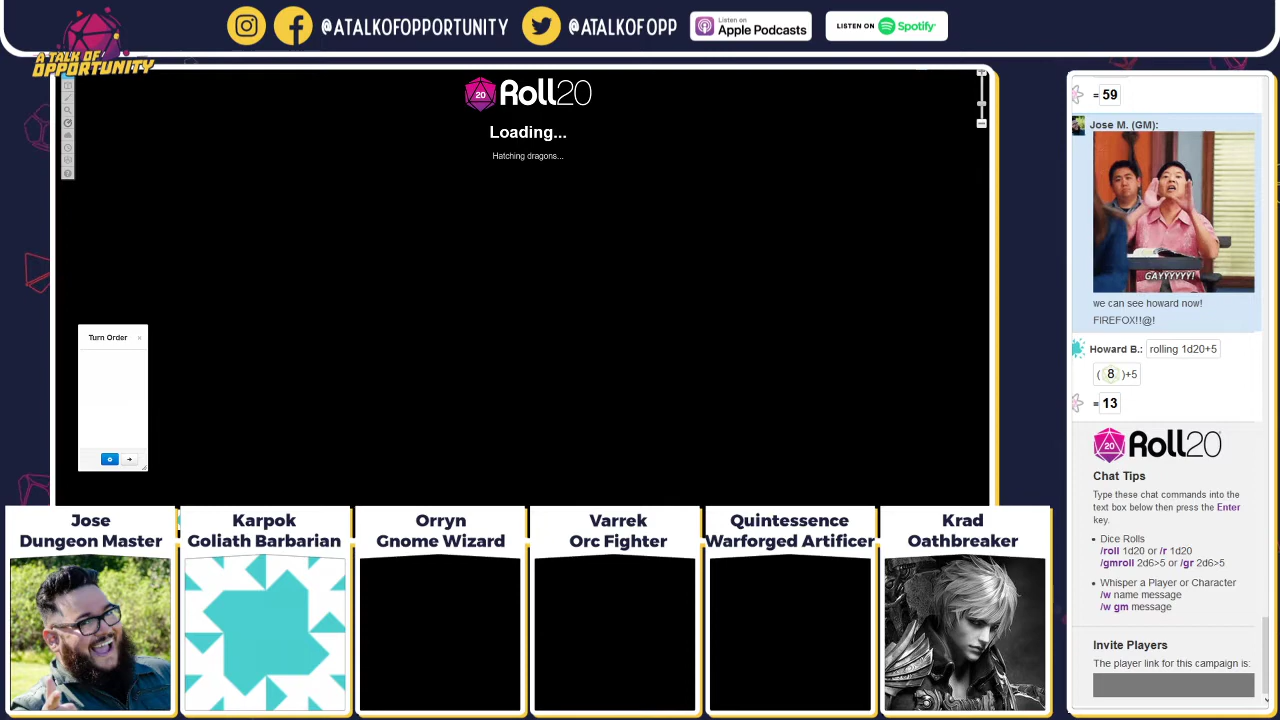 @ATALKOFOPPORTUNITY
@ATALKOFOPP
Listen on
Apple Podcasts
LISTEN ON
Spotify
A TALK OF
OPPORTUNITY
20
Roll20
Loading...
Hatching dragons...
Turn Order ×
= 59
Jose M. (GM):
GAYYYYYY!
we can see howard now!
FIREFOX!!@!
Howard B.: rolling 1d20+5
( 8 )+5
= 13
20
Roll20
Chat Tips
Type these chat commands into the
text box below then press the Enter
key.
• Dice Rolls
/roll 1d20 or /r 1d20
/gmroll 2d6>5 or /gr 2d6>5
• Whisper a Player or Character
/w name message
/w gm message
Invite Players
The player link for this campaign is:
Jose
Dungeon Master
Karpok
Goliath Barbarian
Orryn
Gnome Wizard
Varrek
Orc Fighter
Quintessence
Warforged Artificer
Krad
Oathbreaker